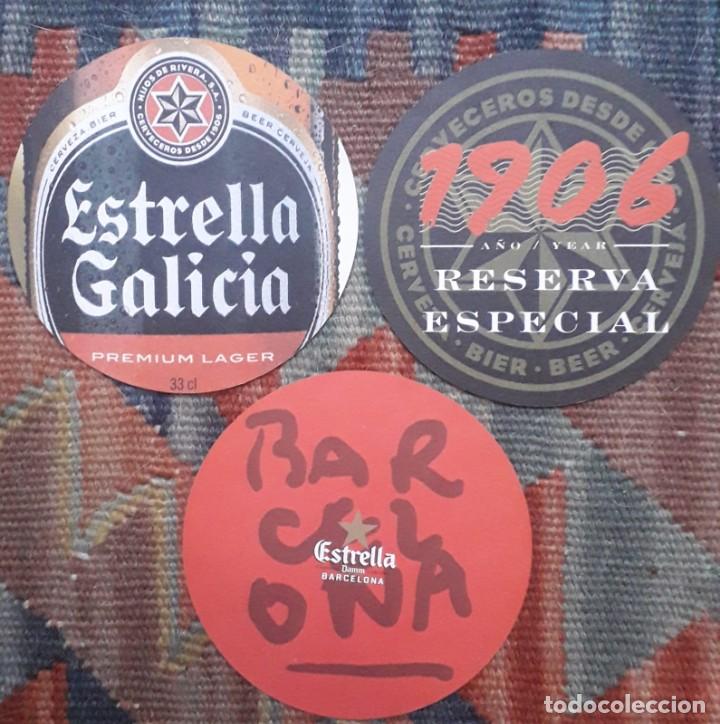 HIJOS DE RIVERA, S.A.
CERVECEROS DESDE 1906
CERVEZA BIER
BEER CERVEJA
Estrella
Galicia
PREMIUM LAGER
33 cl
CERVECEROS DESDE 1906
1906
AÑO / YEAR
RESERVA
ESPECIAL
CERVEZA · BIER · BEER · CERVEJA
BAR
CEL
ONA
Estrella
Damm
BARCELONA
todocoleccion